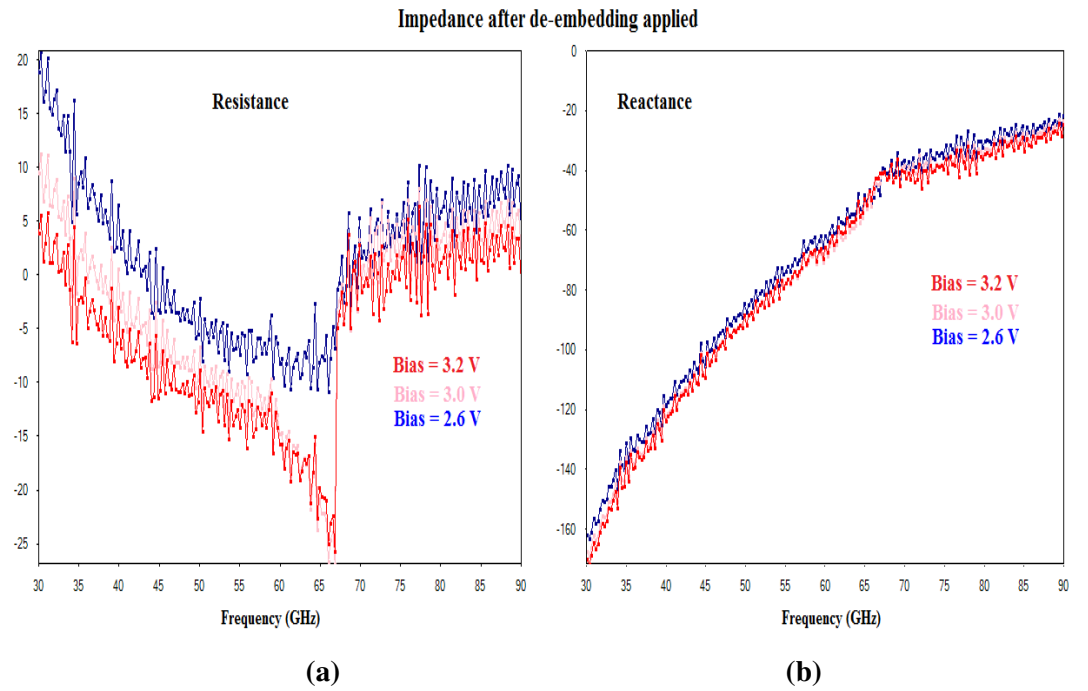 Impedance after de-embedding applied
20
15
10
5
0
-5
-10
-15
-20
-25
Resistance
Bias = 3.2 V
Bias = 3.0 V
Bias = 2.6 V
30 35 40 45 50 55 60 65 70 75 80 85 90
Frequency (GHz)
(a)
0
-20
-40
-60
-80
-100
-120
-140
-160
Reactance
Bias = 3.2 V
Bias = 3.0 V
Bias = 2.6 V
30 35 40 45 50 55 60 65 70 75 80 85 90
Frequency (GHz)
(b)